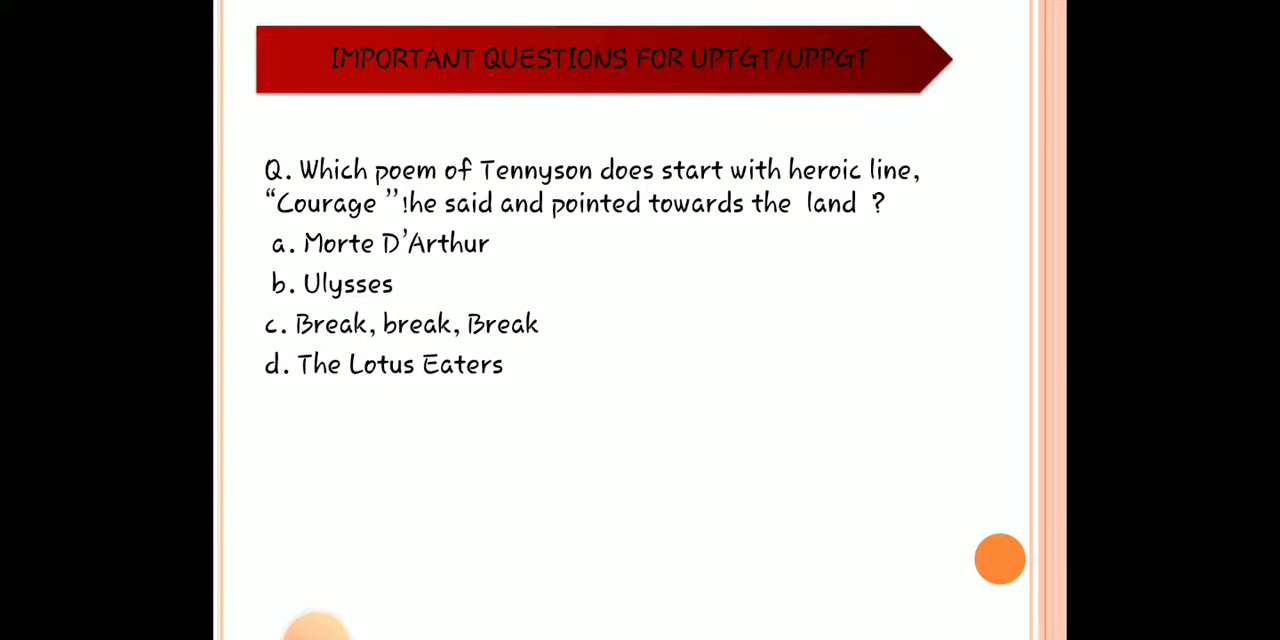 IMPORTANT QUESTIONS FOR UPTGT/UPPGT
Q. Which poem of Tennyson does start with heroic line,
“Courage ”!he said and pointed towards the land ?
a. Morte D’Arthur
b. Ulysses
c. Break, break, Break
d. The Lotus Eaters